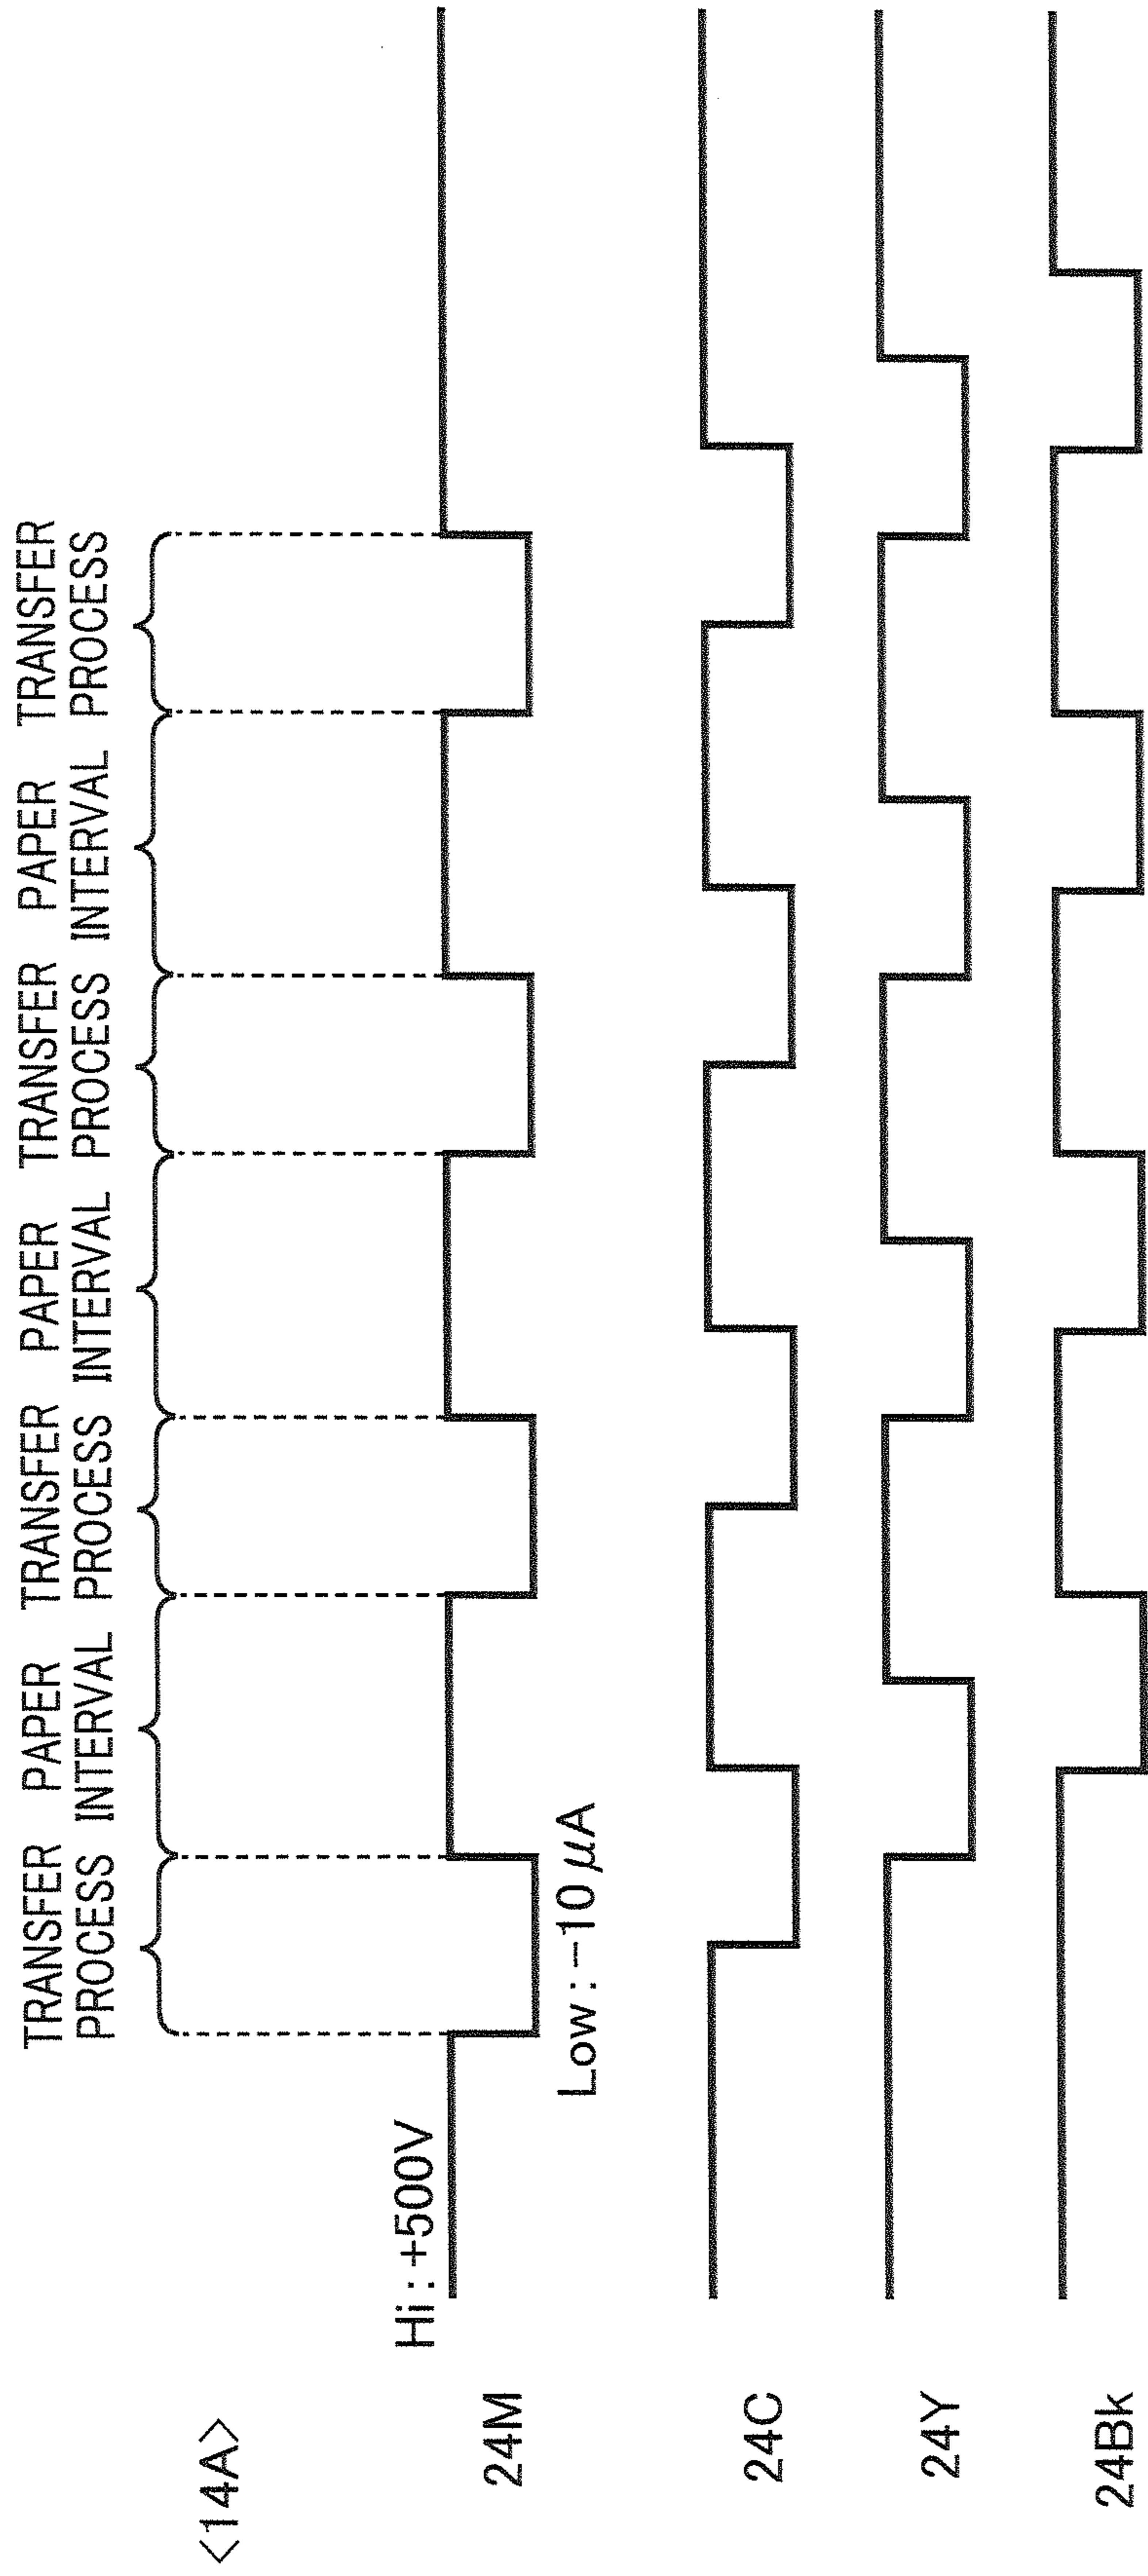 <14A>
TRANSFER PROCESS
PAPER INTERVAL
TRANSFER PROCESS
PAPER INTERVAL
TRANSFER PROCESS
PAPER INTERVAL
TRANSFER PROCESS
Hi : +500V
24M
Low : −10 μA
24C
24Y
24Bk